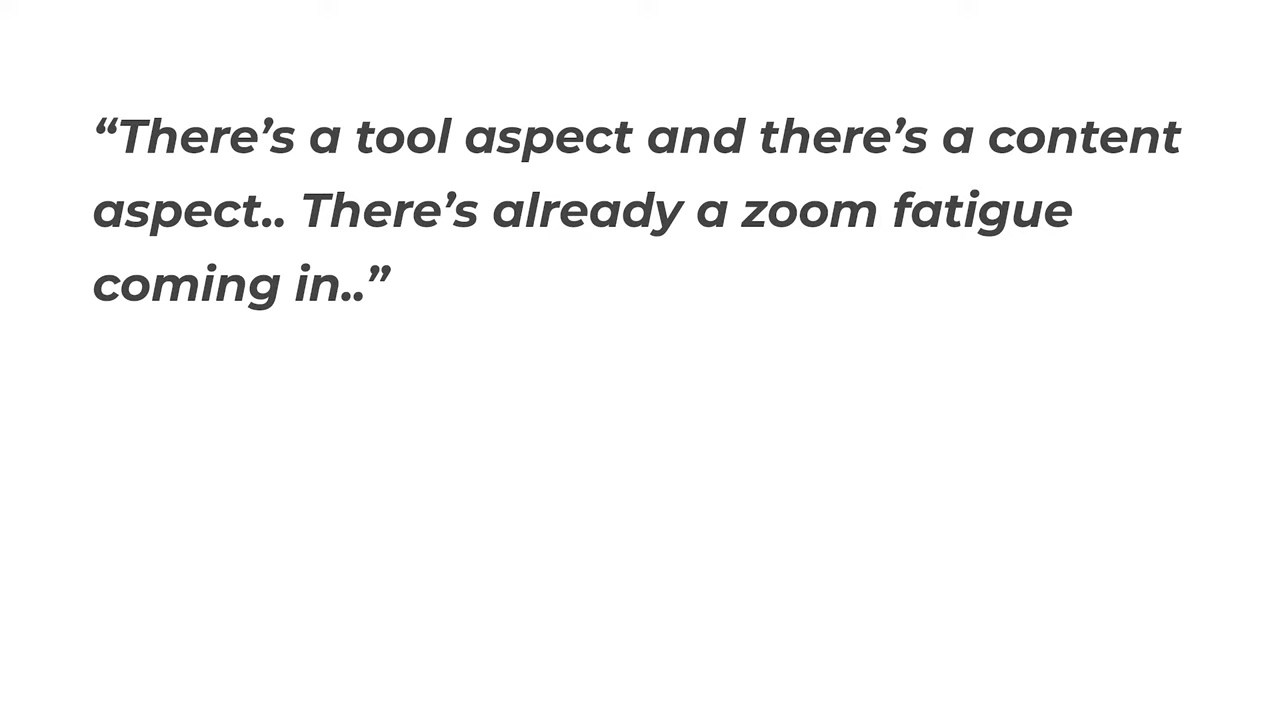 “There’s a tool aspect and there’s a content
aspect.. There’s already a zoom fatigue
coming in..”